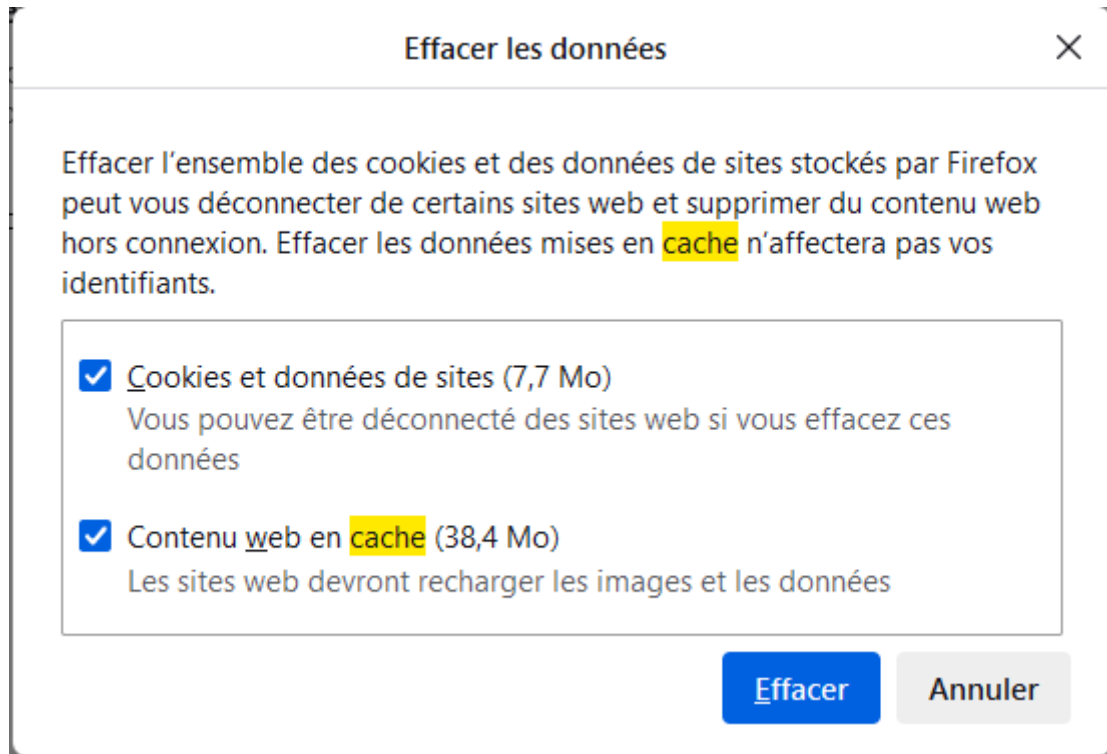 Effacer les données
Effacer l’ensemble des cookies et des données de sites stockés par Firefox
peut vous déconnecter de certains sites web et supprimer du contenu web
hors connexion. Effacer les données mises en cache n’affectera pas vos
identifiants.
Cookies et données de sites (7,7 Mo)
Vous pouvez être déconnecté des sites web si vous effacez ces
données
Contenu web en cache (38,4 Mo)
Les sites web devront recharger les images et les données
Effacer
Annuler